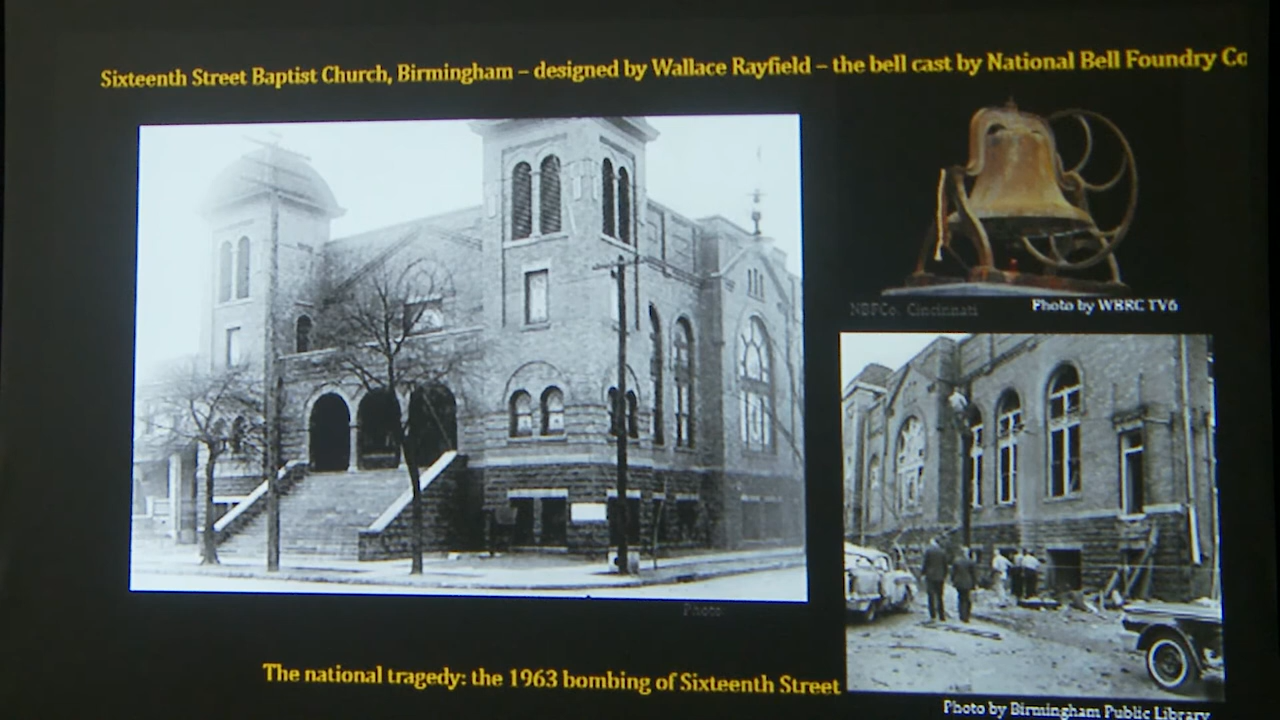 Sixteenth Street Baptist Church, Birmingham – designed by Wallace Rayfield – the bell cast by National Bell Foundry Co
NBFCo. Cincinnati
Photo by WBRC TV6
Photo:
The national tragedy: the 1963 bombing of Sixteenth Street
Photo by Birmingham Public Library